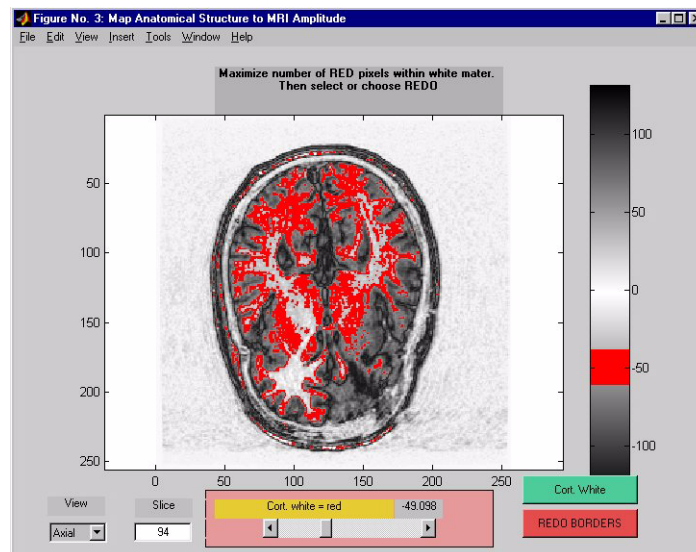 Figure No. 3: Map Anatomical Structure to MRI Amplitude
File Edit View Insert Tools Window Help
Maximize number of RED pixels within white mater.
Then select or choose REDO
50
100
150
200
250
0 50 100 150 200 250
100
50
0
-50
-100
View
Slice
Cort. white = red
-49.098
Cort. White
Axial
94
REDO BORDERS